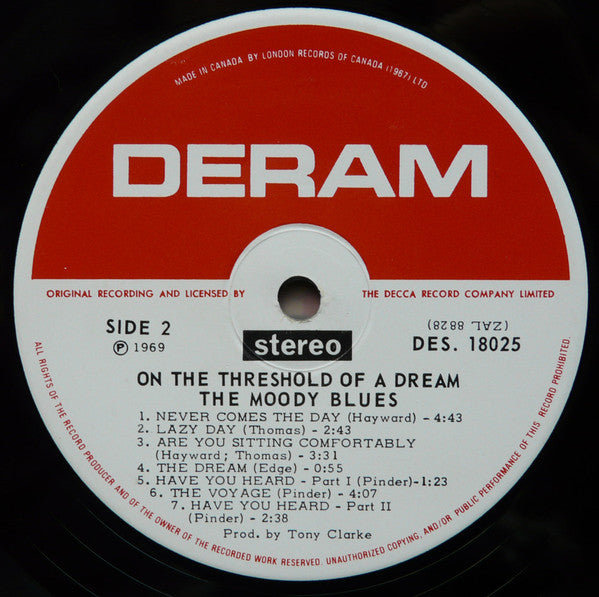 MADE IN CANADA BY LONDON RECORDS OF CANADA (1967) LTD
DERAM
ORIGINAL RECORDING AND LICENSED BY THE DECCA RECORD COMPANY LIMITED
SIDE 2
℗ 1969
stereo
(ZAL 8828)
DES. 18025
ON THE THRESHOLD OF A DREAM
THE MOODY BLUES
1. NEVER COMES THE DAY (Hayward) - 4:43
2. LAZY DAY (Thomas) - 2:43
3. ARE YOU SITTING COMFORTABLY
(Hayward; Thomas) - 3:31
4. THE DREAM (Edge) - 0:55
5. HAVE YOU HEARD - Part I (Pinder)-1:23
6. THE VOYAGE (Pinder) - 4:07
7. HAVE YOU HEARD - Part II
(Pinder) - 2:38
Prod. by Tony Clarke
ALL RIGHTS OF THE RECORD PRODUCER AND OF THE OWNER OF THE RECORDED WORK RESERVED. UNAUTHORIZED COPYING, AND/OR PUBLIC PERFORMANCE OF THIS RECORD PROHIBITED.